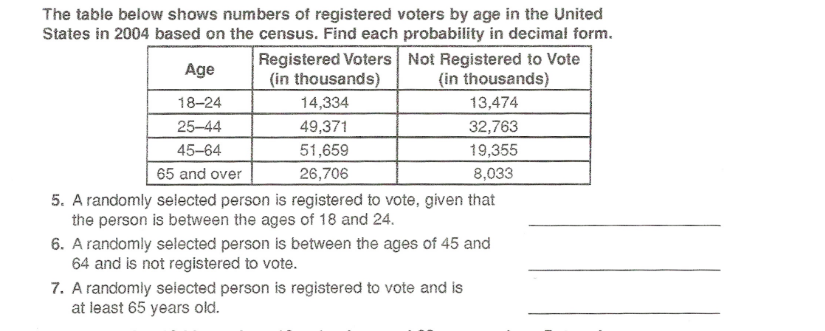 The table below shows numbers of registered voters by age in the United
States in 2004 based on the census. Find each probability in decimal form.
Age Registered Voters (in thousands) Not Registered to Vote (in thousands)
18–24 14,334 13,474
25–44 49,371 32,763
45–64 51,659 19,355
65 and over 26,706 8,033
5. A randomly selected person is registered to vote, given that
the person is between the ages of 18 and 24.
6. A randomly selected person is between the ages of 45 and
64 and is not registered to vote.
7. A randomly selected person is registered to vote and is
at least 65 years old.